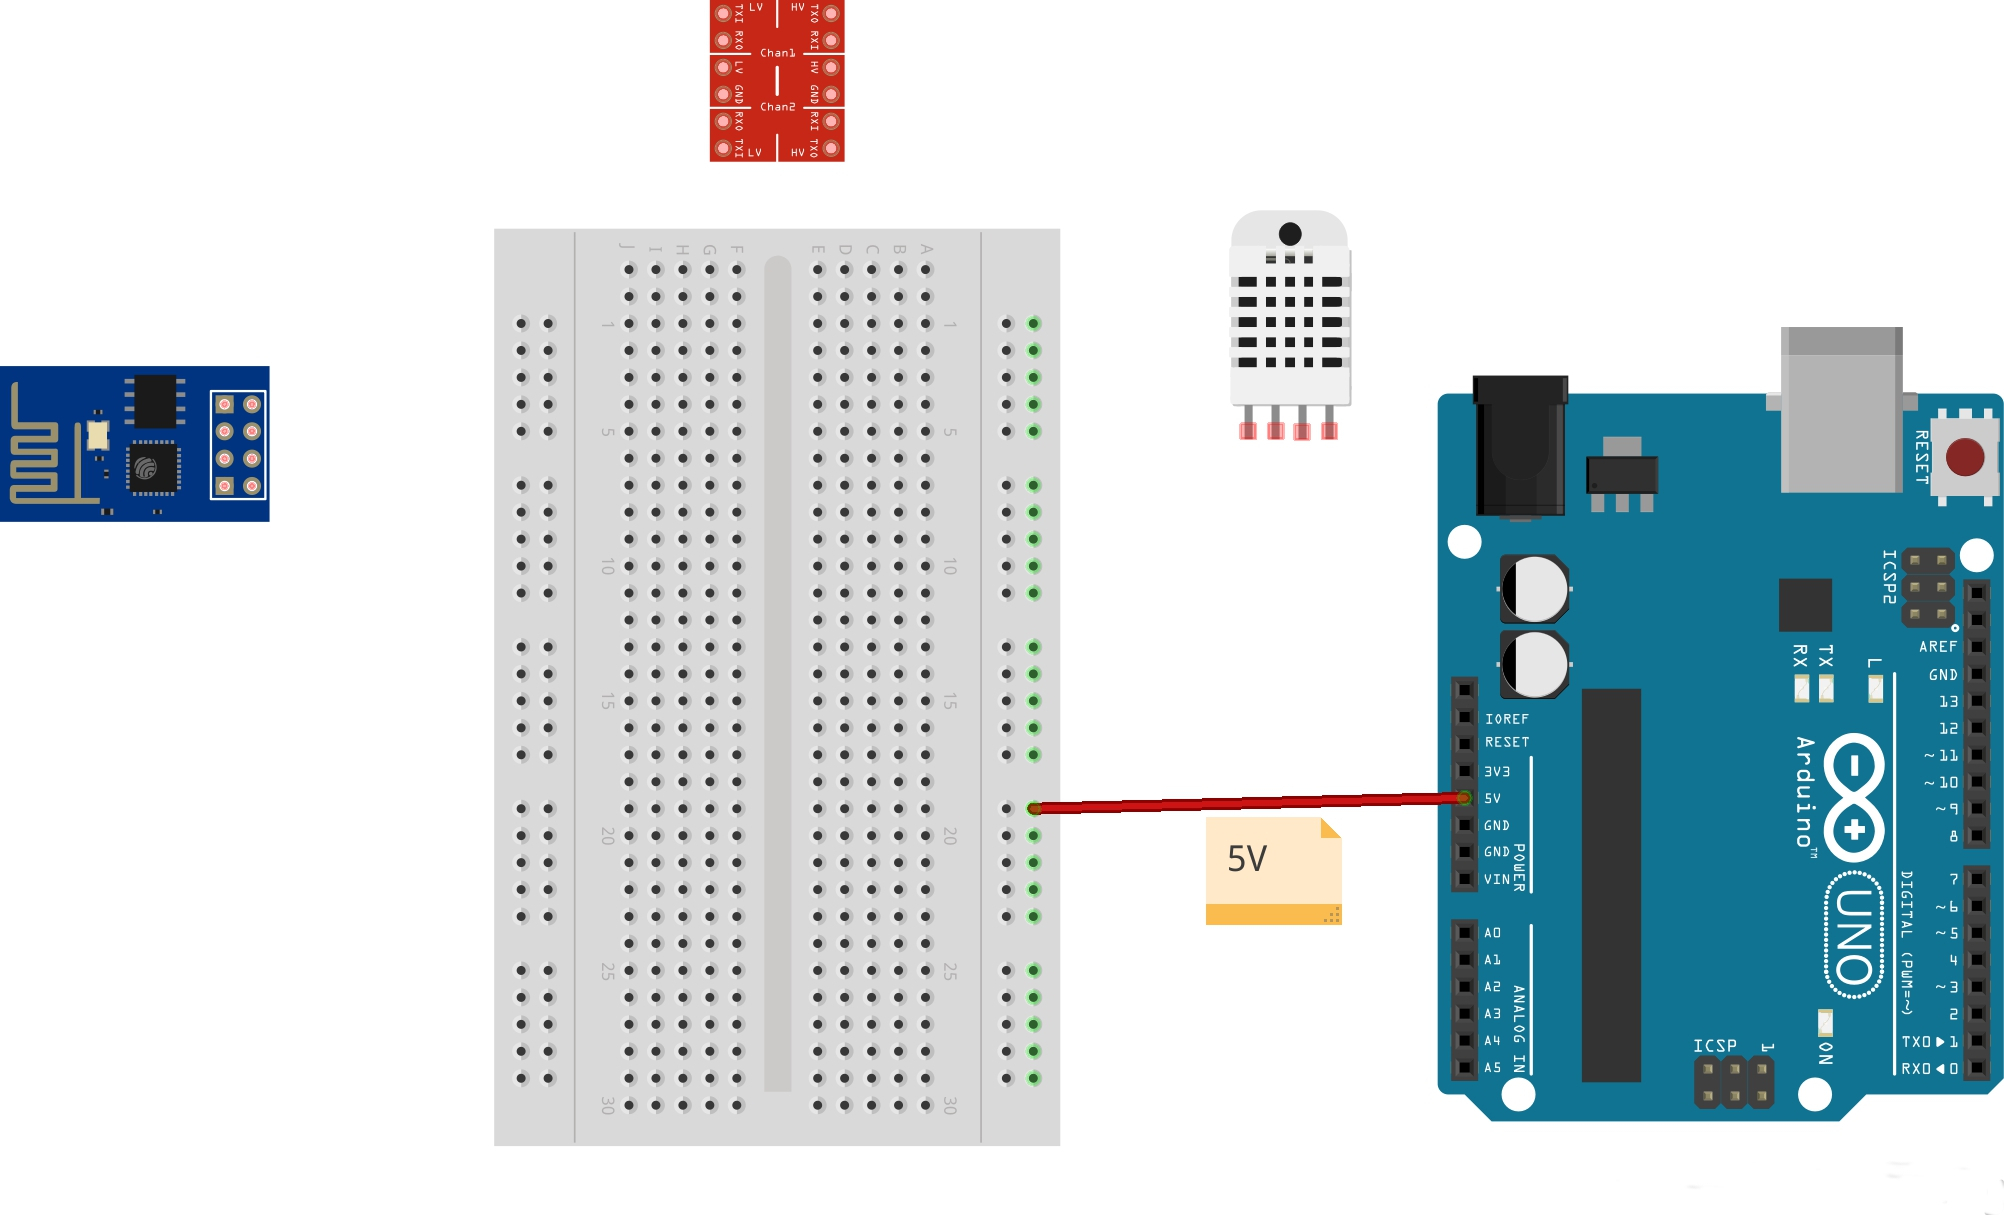 LV HV
TXI TXO
RXO RXI
Chan1
LV HV
GND GND
Chan2
RXO RXI
TXI TXO
LV HV
J I H G F E D C B A
1 1
5 5
10 10
15 15
20 20
25 25
30 30
5V
RESET
ICSP2
AREF
GND
13
12
~11
~10
~9
8
7
~6
~5
4
~3
2
TX0▶1
RX0◀0
RX TX L
IOREF
RESET
3V3
5V
GND
GND
VIN
POWER
A0
A1
A2
A3
A4
A5
ANALOG IN
Arduino™
UNO
DIGITAL (PWM=~)
ON
ICSP 1